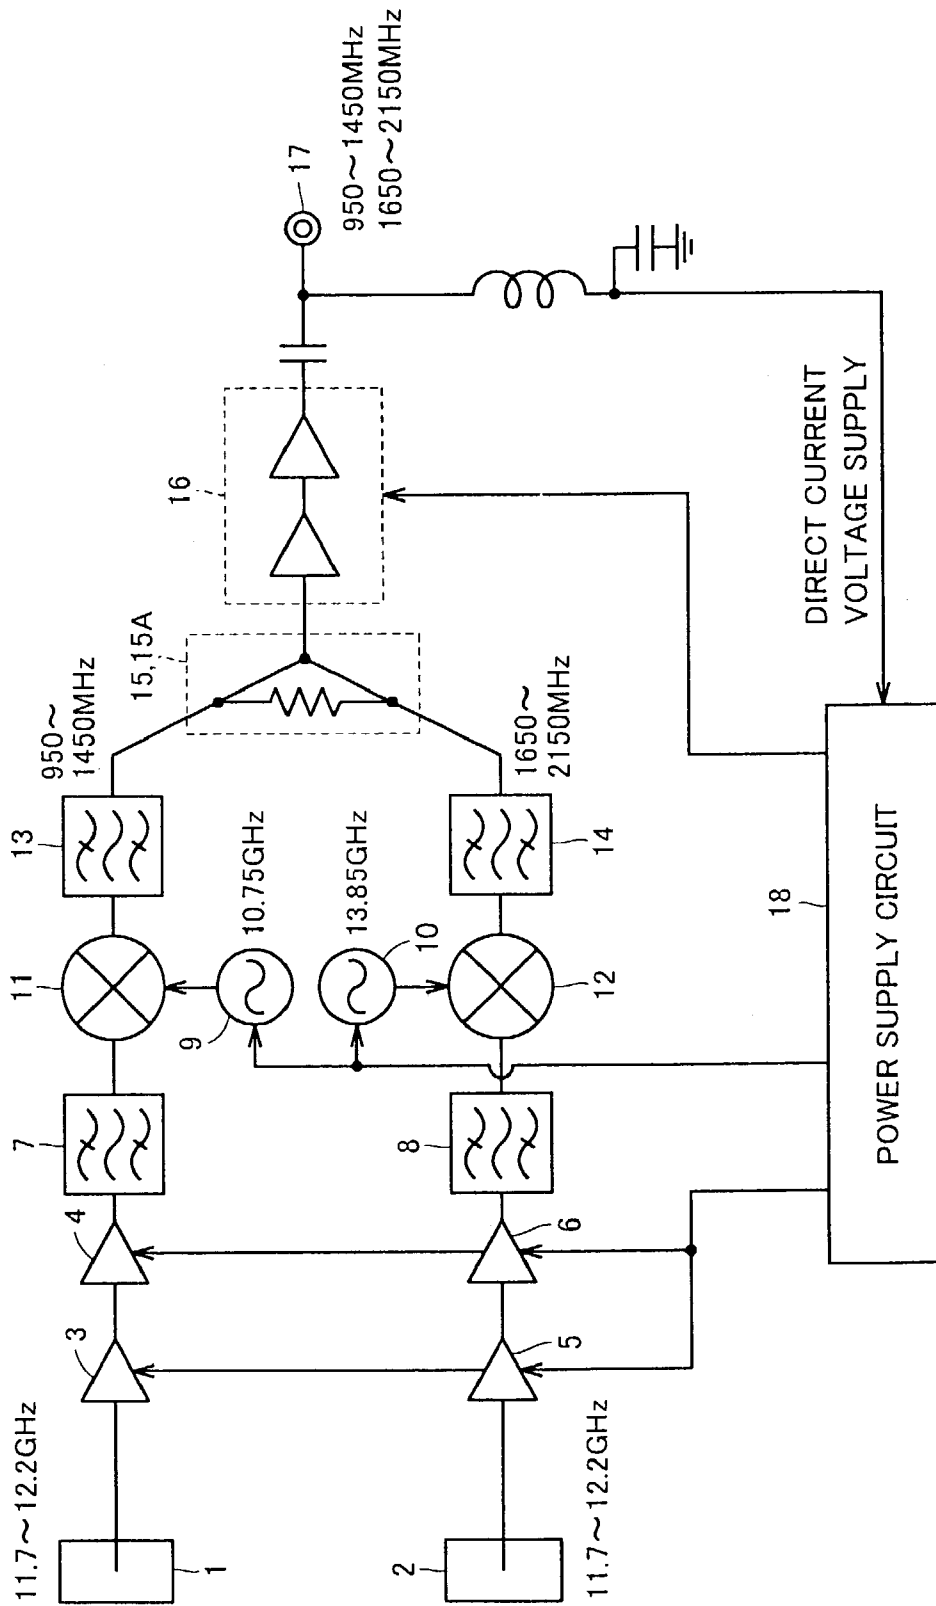 11.7～12.2GHz
1
3
4
7
11
9
10.75GHz
13
950～
1450MHz
15,15A
16
17
950～1450MHz
1650～2150MHz
11.7～12.2GHz
2
5
6
8
12
10
13.85GHz
14
1650～
2150MHz
18
POWER SUPPLY CIRCUIT
DIRECT CURRENT
VOLTAGE SUPPLY